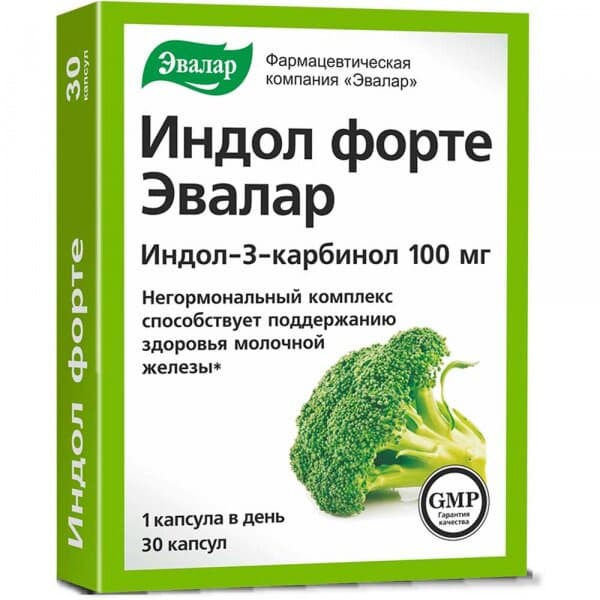 Эвалар
Фармацевтическая
компания «Эвалар»
Индол форте
Эвалар
Индол-3-карбинол 100 мг
Негормональный комплекс
способствует поддержанию
здоровья молочной
железы*
1 капсула в день
30 капсул
GMP
Гарантия
качества
30
капсул
Индол форте